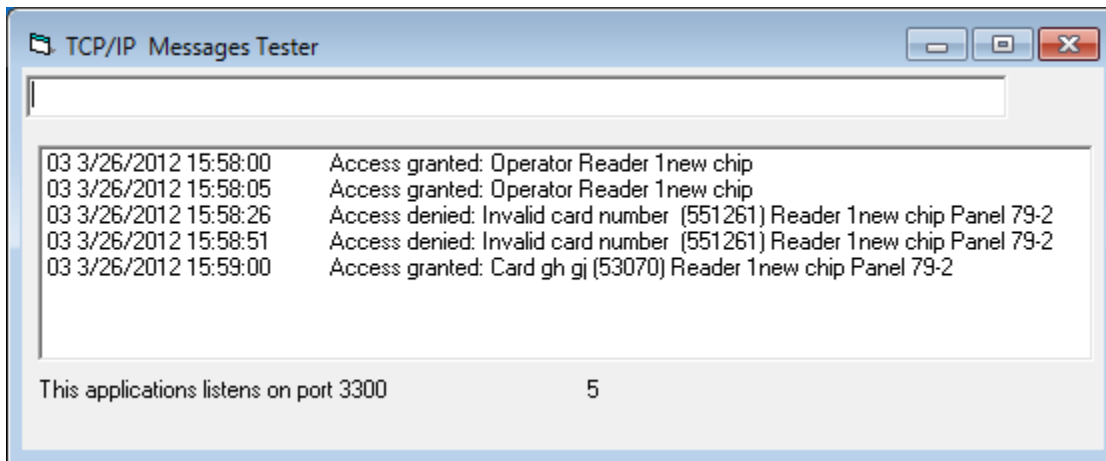 TCP/IP Messages Tester
03 3/26/2012 15:58:00 Access granted: Operator Reader 1new chip
03 3/26/2012 15:58:05 Access granted: Operator Reader 1new chip
03 3/26/2012 15:58:26 Access denied: Invalid card number (551261) Reader 1new chip Panel 79-2
03 3/26/2012 15:58:51 Access denied: Invalid card number (551261) Reader 1new chip Panel 79-2
03 3/26/2012 15:59:00 Access granted: Card gh gj (53070) Reader 1new chip Panel 79-2
This applications listens on port 3300 5